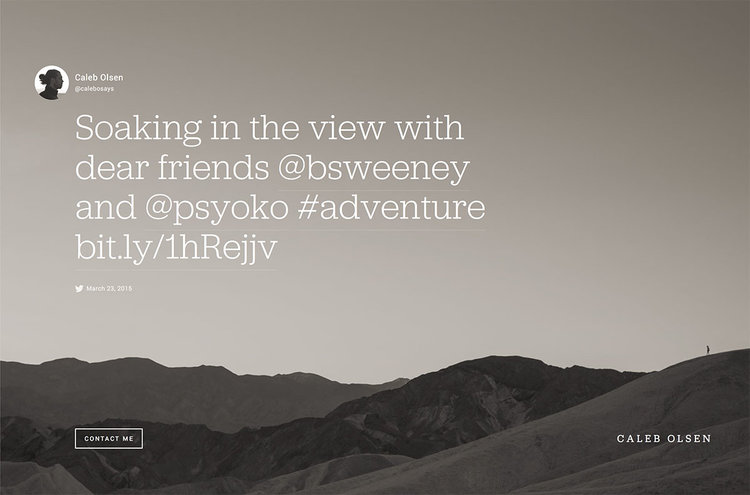 Caleb Olsen
@calebosays
Soaking in the view with
dear friends @bsweeney
and @psyoko #adventure
bit.ly/1hRejjv
March 23, 2015
CONTACT ME
CALEB OLSEN